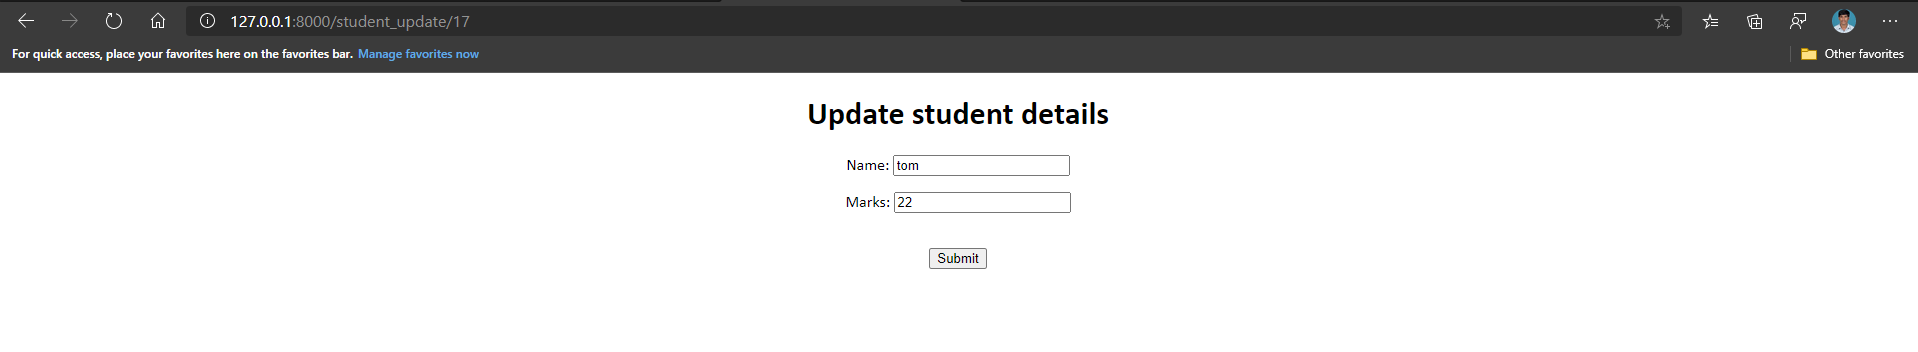 127.0.0.1:8000/student_update/17
For quick access, place your favorites here on the favorites bar. Manage favorites now
Other favorites
Update student details
Name: tom
Marks: 22
Submit